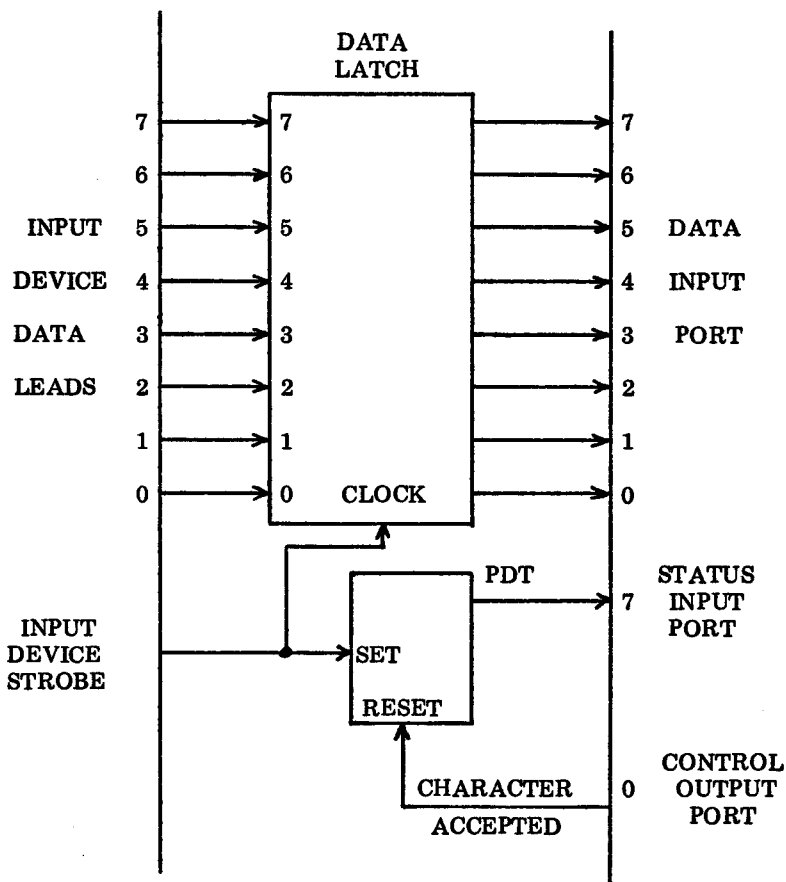 DATA
LATCH
7 7 7
6 6 6
INPUT 5 5 5 DATA
DEVICE 4 4 4 INPUT
DATA 3 3 3 PORT
LEADS 2 2 2
1 1 1
0 0 CLOCK 0
PDT STATUS
7 INPUT
PORT
INPUT
DEVICE SET
STROBE
RESET
CONTROL
CHARACTER 0 OUTPUT
PORT
ACCEPTED